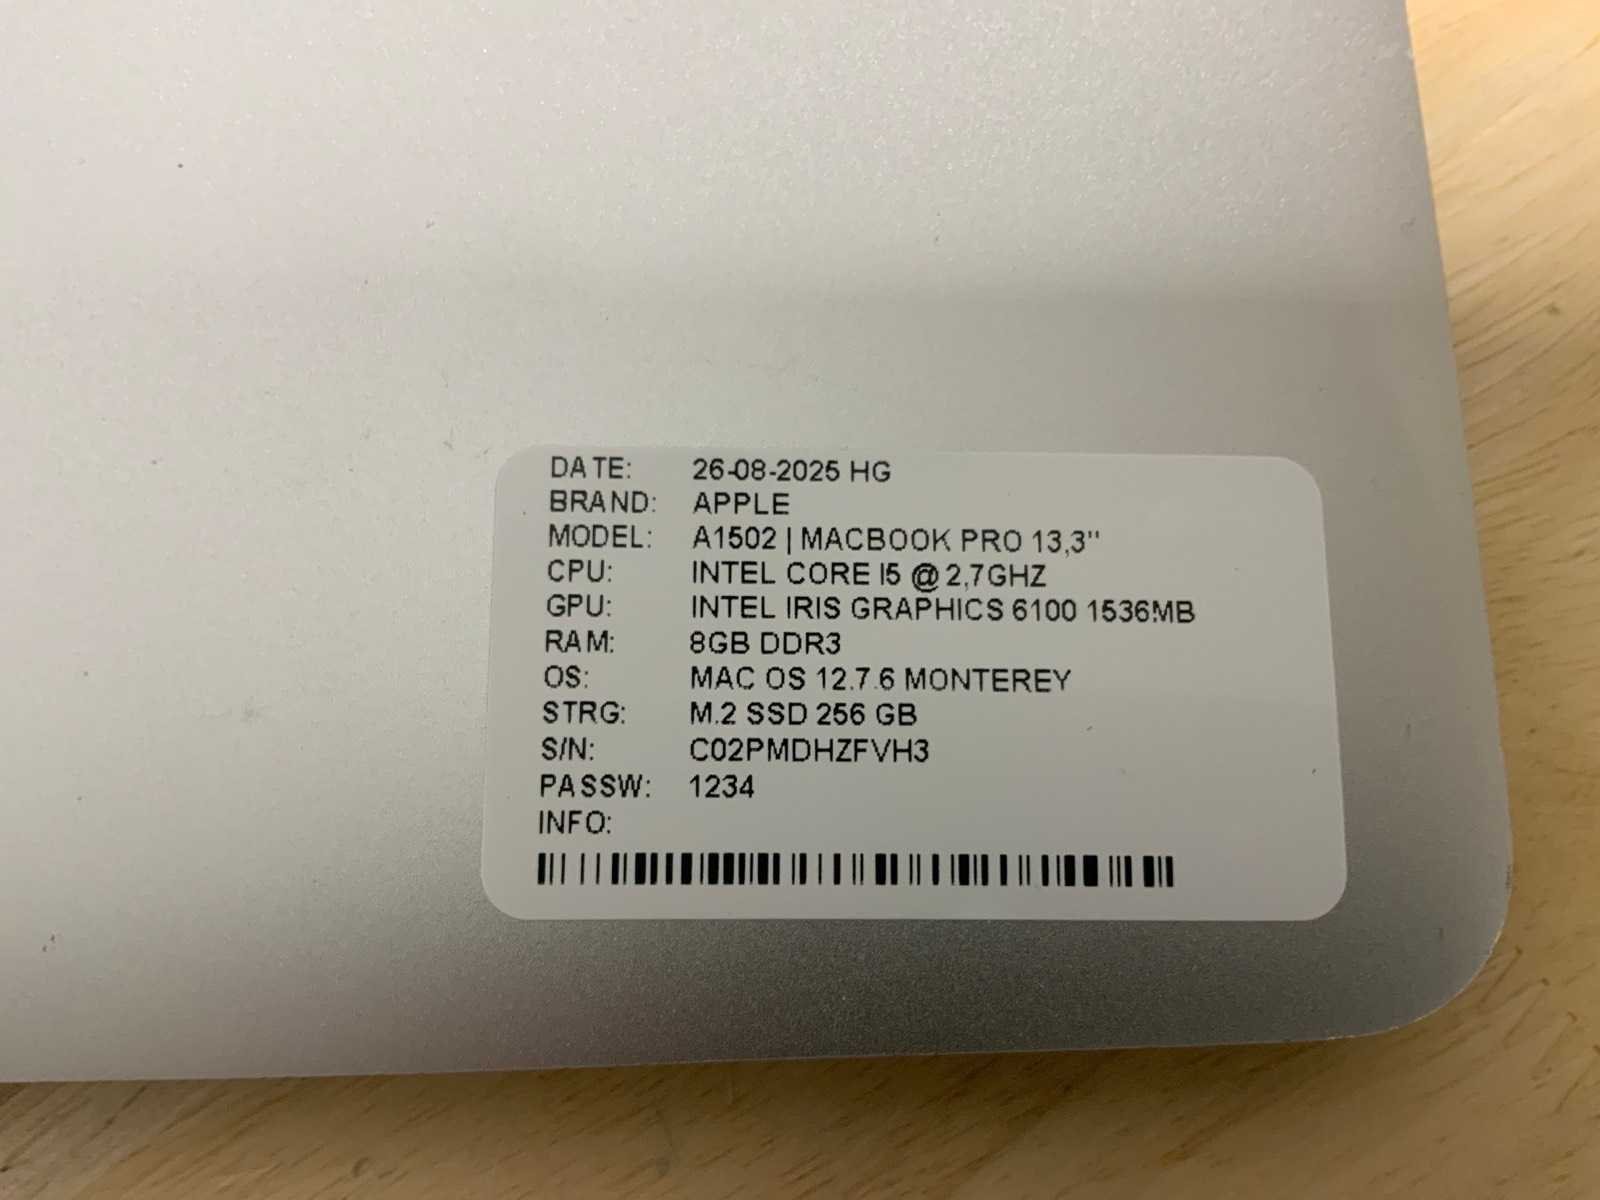 DATE: 26-08-2025 HG
BRAND: APPLE
MODEL: A1502 | MACBOOK PRO 13,3"
CPU: INTEL CORE I5 @ 2,7GHZ
GPU: INTEL IRIS GRAPHICS 6100 1536MB
RAM: 8GB DDR3
OS: MAC OS 12.7.6 MONTEREY
STRG: M.2 SSD 256 GB
S/N: C02PMDHZFVH3
PASSW: 1234
INFO: